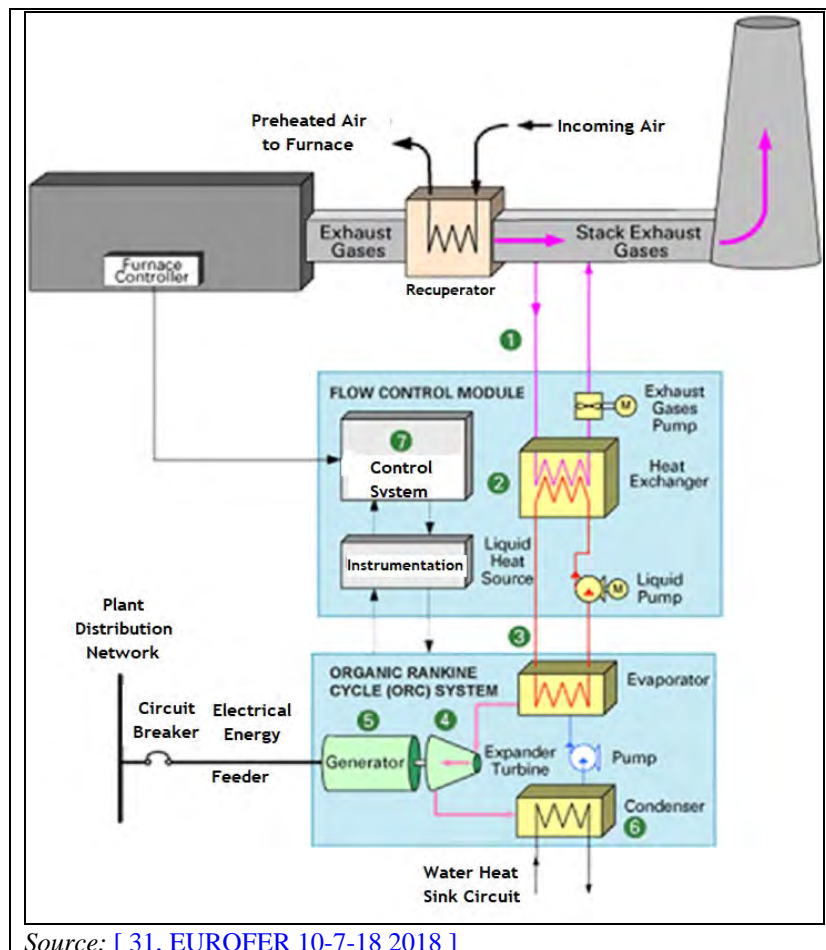 Preheated Air
to Furnace
Incoming Air
Exhaust
Gases
Stack Exhaust
Gases
Furnace
Controller
Recuperator
1
FLOW CONTROL MODULE
Exhaust
Gases
Pump
M
7
Control
System
2
Heat
Exchanger
Instrumentation
Liquid
Heat
Source
M
Liquid
Pump
Plant
Distribution
Network
3
ORGANIC RANKINE
CYCLE (ORC) SYSTEM
Evaporator
Circuit
Breaker
Electrical
Energy
Feeder
5
4
Generator
Expander
Turbine
Pump
Condenser
6
Water Heat
Sink Circuit
Source: [ 31, EUROFER 10-7-18 2018 ]